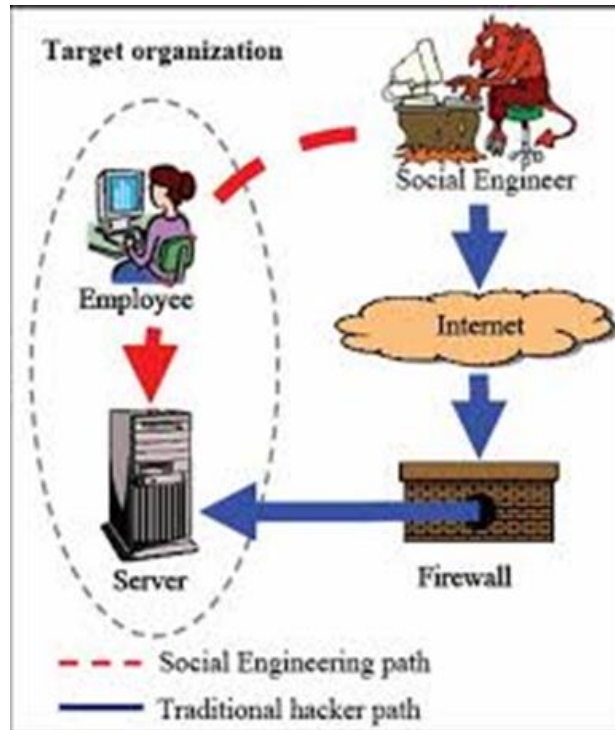 Target organization
Social Engineer
Employee
Internet
Server
Firewall
Social Engineering path
Traditional hacker path